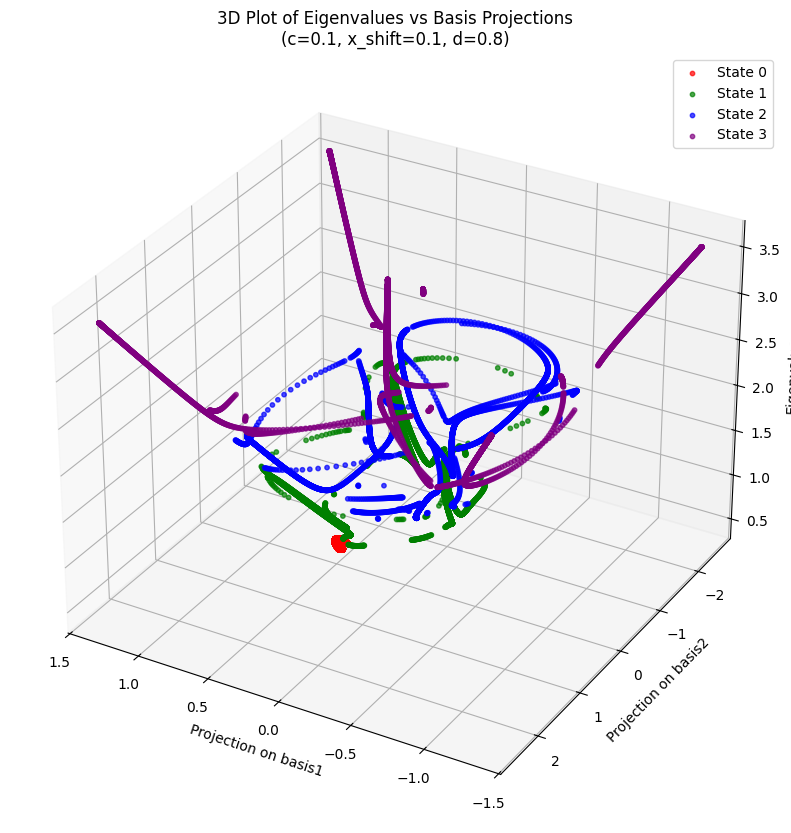 3D Plot of Eigenvalues vs Basis Projections
(c=0.1, x_shift=0.1, d=0.8)
State 0
State 1
State 2
State 3
3.5
3.0
2.5
2.0
1.5
1.0
0.5
−2
−1
0
1
2
Projection on basis2
1.5
1.0
0.5
0.0
−0.5
−1.0
−1.5
Projection on basis1